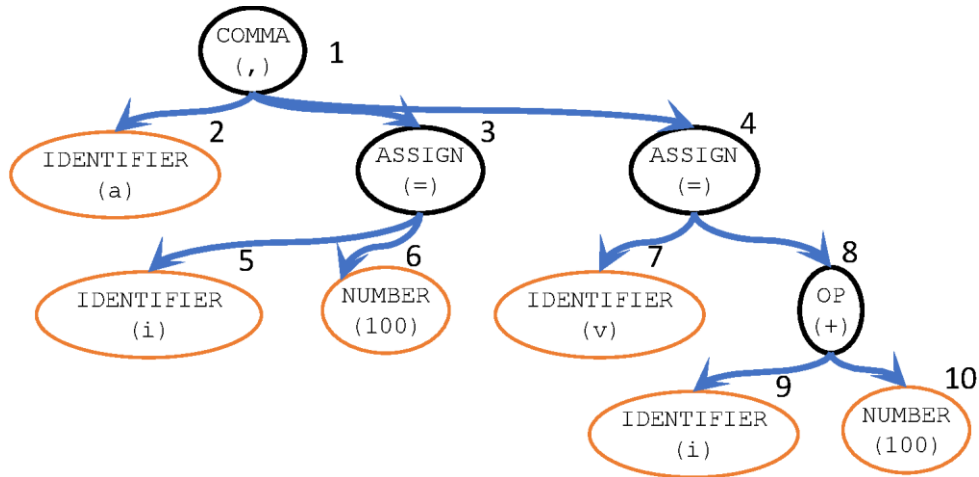 COMMA
(,)
1
2
3
4
IDENTIFIER
(a)
ASSIGN
(=)
ASSIGN
(=)
5
6
7
8
IDENTIFIER
(i)
NUMBER
(100)
IDENTIFIER
(v)
OP
(+)
9
10
IDENTIFIER
(i)
NUMBER
(100)